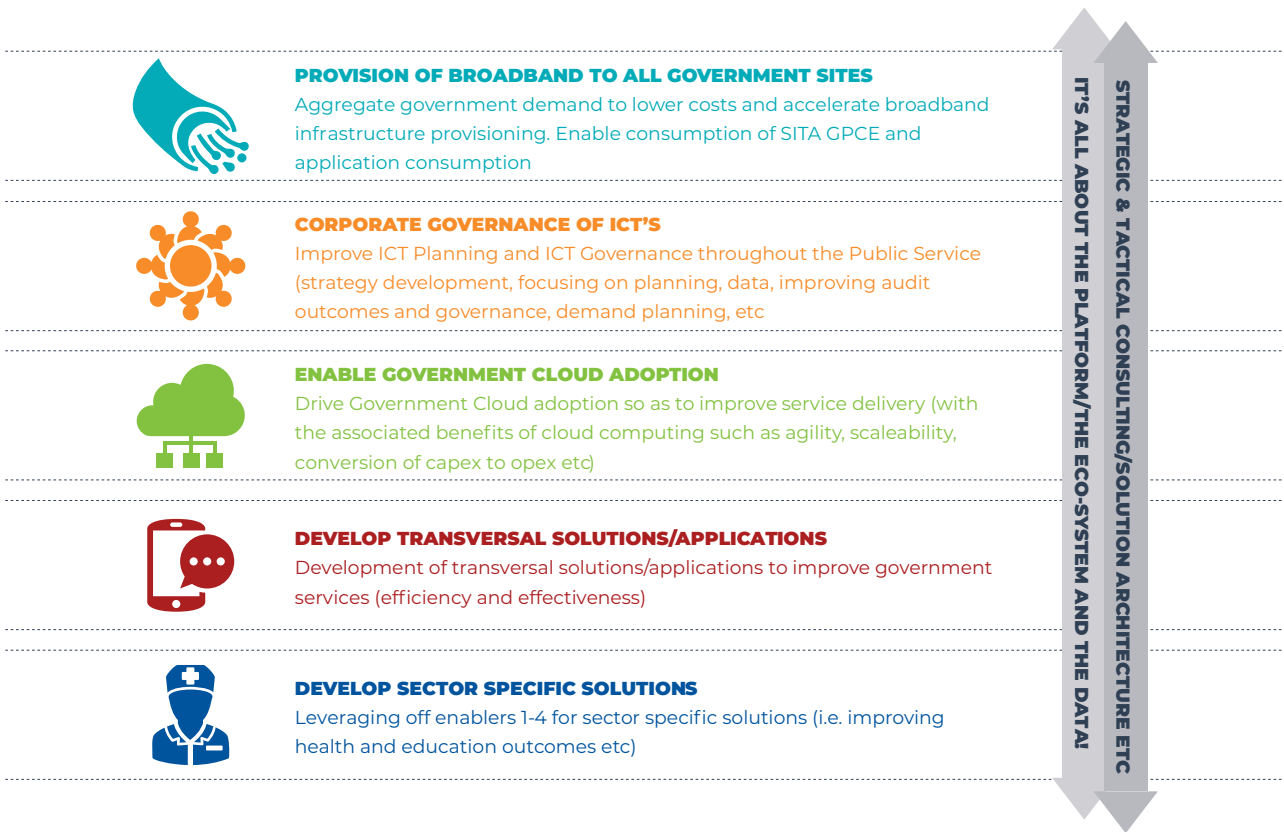 PROVISION OF BROADBAND TO ALL GOVERNMENT SITES
Aggregate government demand to lower costs and accelerate broadband
infrastructure provisioning. Enable consumption of SITA GPCE and
application consumption
CORPORATE GOVERNANCE OF ICT'S
Improve ICT Planning and ICT Governance throughout the Public Service
(strategy development, focusing on planning, data, improving audit
outcomes and governance, demand planning, etc
ENABLE GOVERNMENT CLOUD ADOPTION
Drive Government Cloud adoption so as to improve service delivery (with
the associated benefits of cloud computing such as agility, scaleability,
conversion of capex to opex etc)
DEVELOP TRANSVERSAL SOLUTIONS/APPLICATIONS
Development of transversal solutions/applications to improve government
services (efficiency and effectiveness)
DEVELOP SECTOR SPECIFIC SOLUTIONS
Leveraging off enablers 1-4 for sector specific solutions (i.e. improving
health and education outcomes etc)
IT'S ALL ABOUT THE PLATFORM/THE ECO-SYSTEM AND THE DATA!
STRATEGIC & TACTICAL CONSULTING/SOLUTION ARCHITECTURE ETC